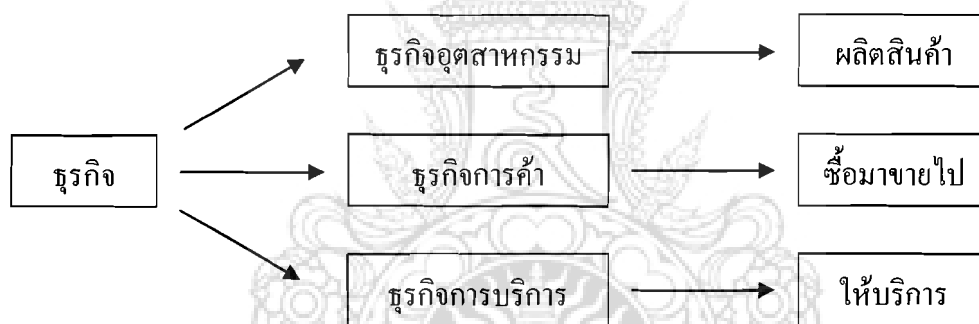 ธุรกิจอุตสาหกรรม
ผลิตสินค้า
ธุรกิจ
ธุรกิจการค้า
ซื้อมาขายไป
ธุรกิจการบริการ
ให้บริการ